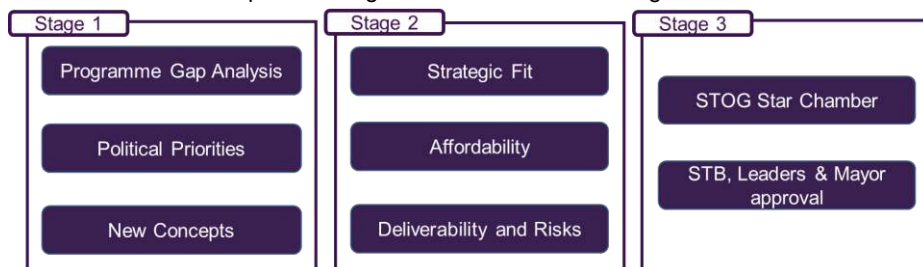 Stage 1
Programme Gap Analysis
Political Priorities
New Concepts
Stage 2
Strategic Fit
Affordability
Deliverability and Risks
Stage 3
STOG Star Chamber
STB, Leaders & Mayor
approval